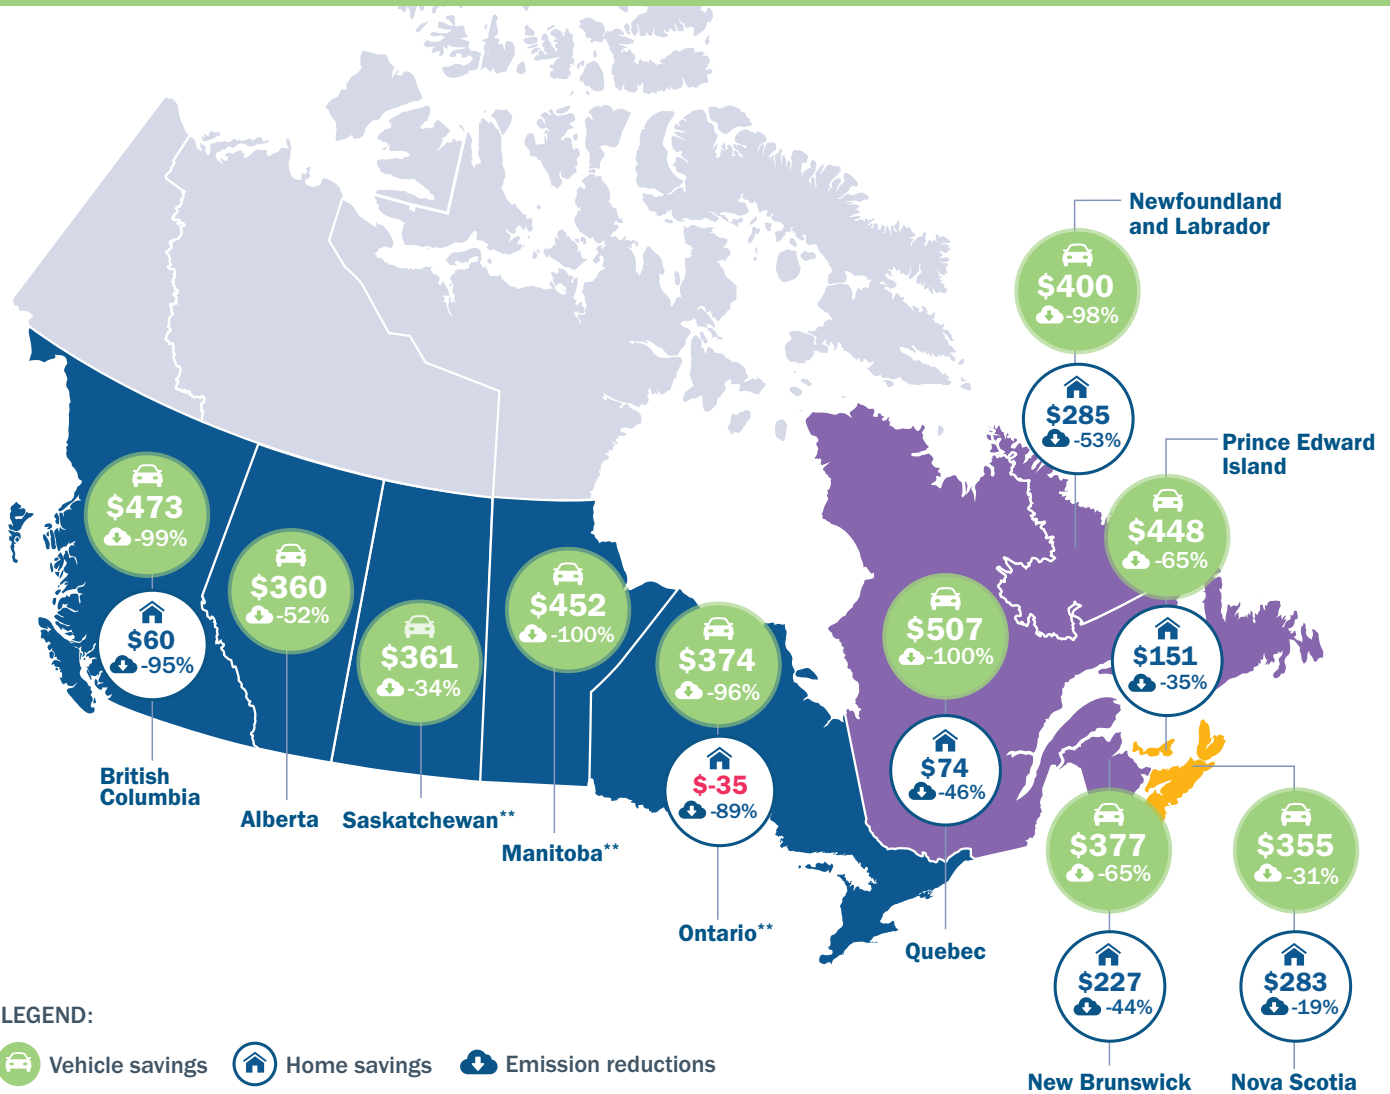 Newfoundland
and Labrador
$400
-98%
$285
-53%
Prince Edward
Island
$448
-65%
$151
-35%
$473
-99%
$60
-95%
British
Columbia
$360
-52%
Alberta
$361
-34%
Saskatchewan**
$452
-100%
Manitoba**
$374
-96%
$-35
-89%
Ontario**
$507
-100%
$74
-46%
Quebec
$377
-65%
$227
-44%
New Brunswick
$355
-31%
$283
-19%
Nova Scotia
LEGEND:
Vehicle savings
Home savings
Emission reductions